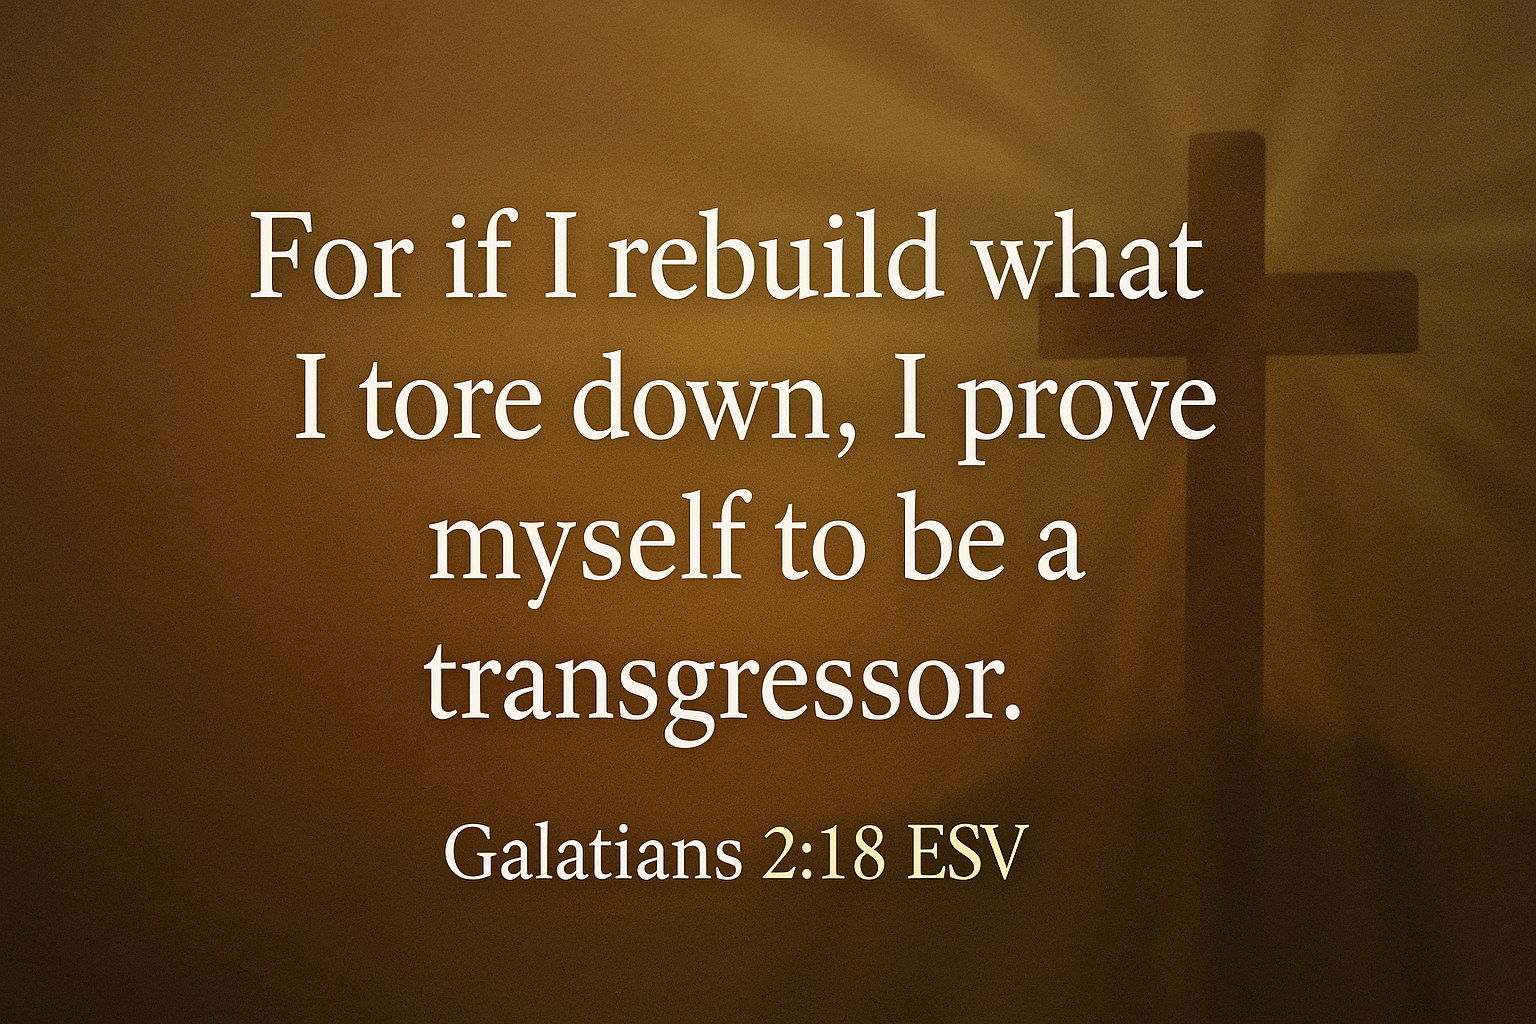 For if I rebuild what
I tore down, I prove
myself to be a
transgressor.
Galatians 2:18 ESV